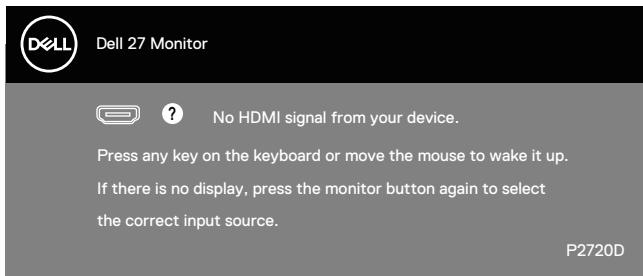 DELL
Dell 27 Monitor
? No HDMI signal from your device.
Press any key on the keyboard or move the mouse to wake it up.
If there is no display, press the monitor button again to select
the correct input source.
P2720D